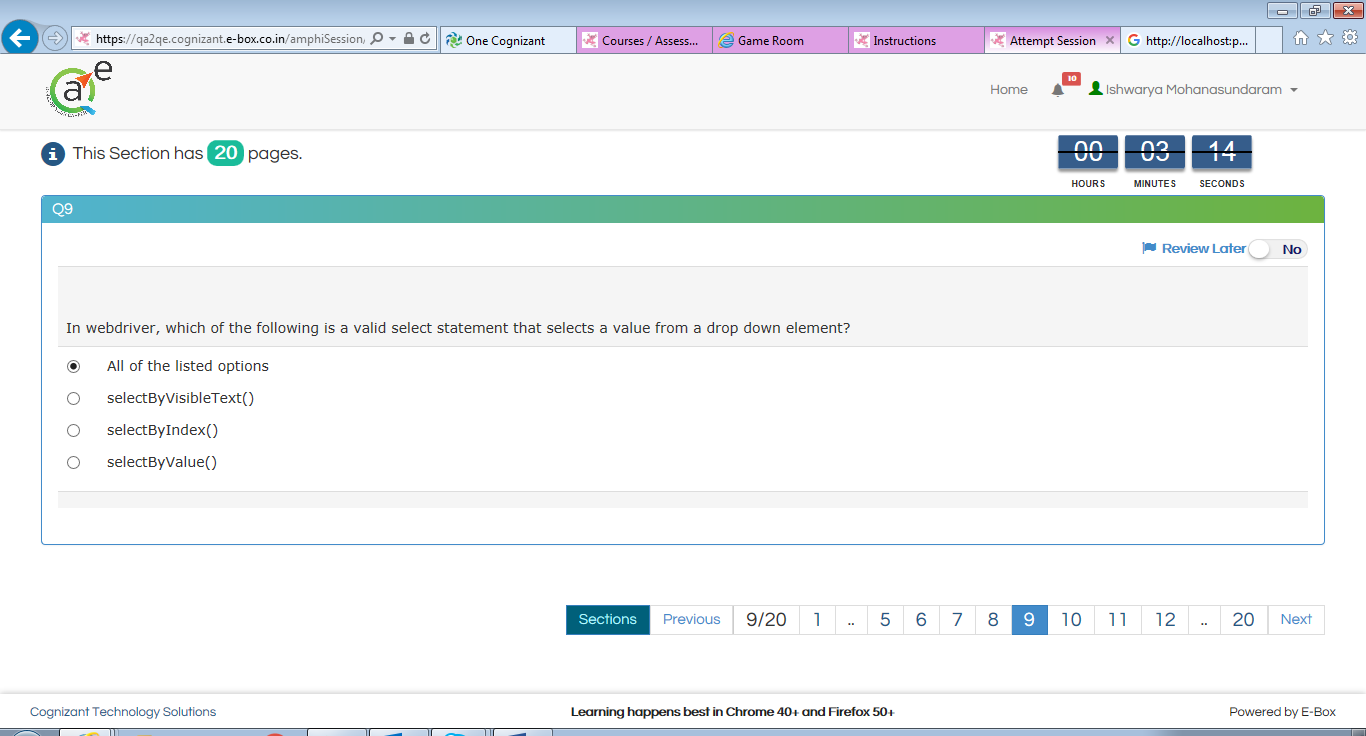 https://qa2qe.cognizant.e-box.co.in/amphiSession, One Cognizant Courses / Assess... Game Room Instructions Attempt Session http://localhost:p...
a e
Home 10 Ishwarya Mohanasundaram
This Section has 20 pages.
00 03 14
HOURS MINUTES SECONDS
Q9
Review Later No
In webdriver, which of the following is a valid select statement that selects a value from a drop down element?
All of the listed options
selectByVisibleText()
selectByIndex()
selectByValue()
Sections Previous 9/20 1 .. 5 6 7 8 9 10 11 12 .. 20 Next
Cognizant Technology Solutions Learning happens best in Chrome 40+ and Firefox 50+ Powered by E-Box